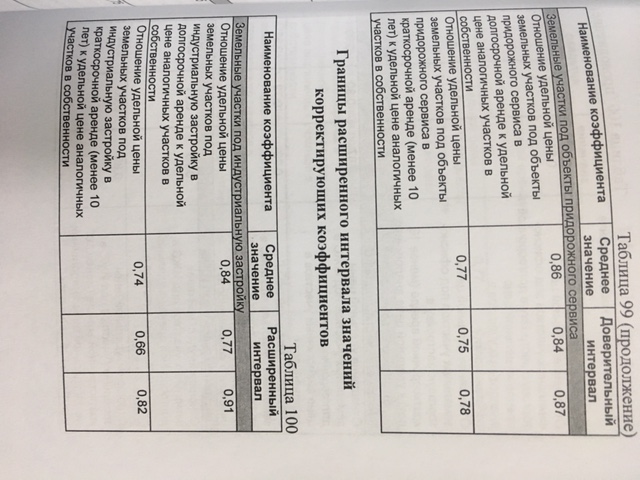 Таблица 99 (продолжение)
Наименование коэффициента
Среднее значение
Доверительный интервал
Земельные участки под объекты придорожного сервиса
Отношение удельной цены
земельных участков под объекты
придорожного сервиса в
долгосрочной аренде к удельной
цене аналогичных участков в
собственности
0,86
0,84
0,87
Отношение удельной цены
земельных участков под объекты
придорожного сервиса в
краткосрочной аренде (менее 10
лет) к удельной цене аналогичных
участков в собственности
0,77
0,75
0,78
Границы расширенного интервала значений
корректирующих коэффициентов
Таблица 100
Наименование коэффициента
Среднее значение
Расширенный интервал
Земельные участки под индустриальную застройку
Отношение удельной цены
земельных участков под
индустриальную застройку в
долгосрочной аренде к удельной
цене аналогичных участков в
собственности
0,84
0,77
0,91
Отношение удельной цены
земельных участков под
индустриальную застройку в
краткосрочной аренде (менее 10
лет) к удельной цене аналогичных
участков в собственности
0,74
0,66
0,82